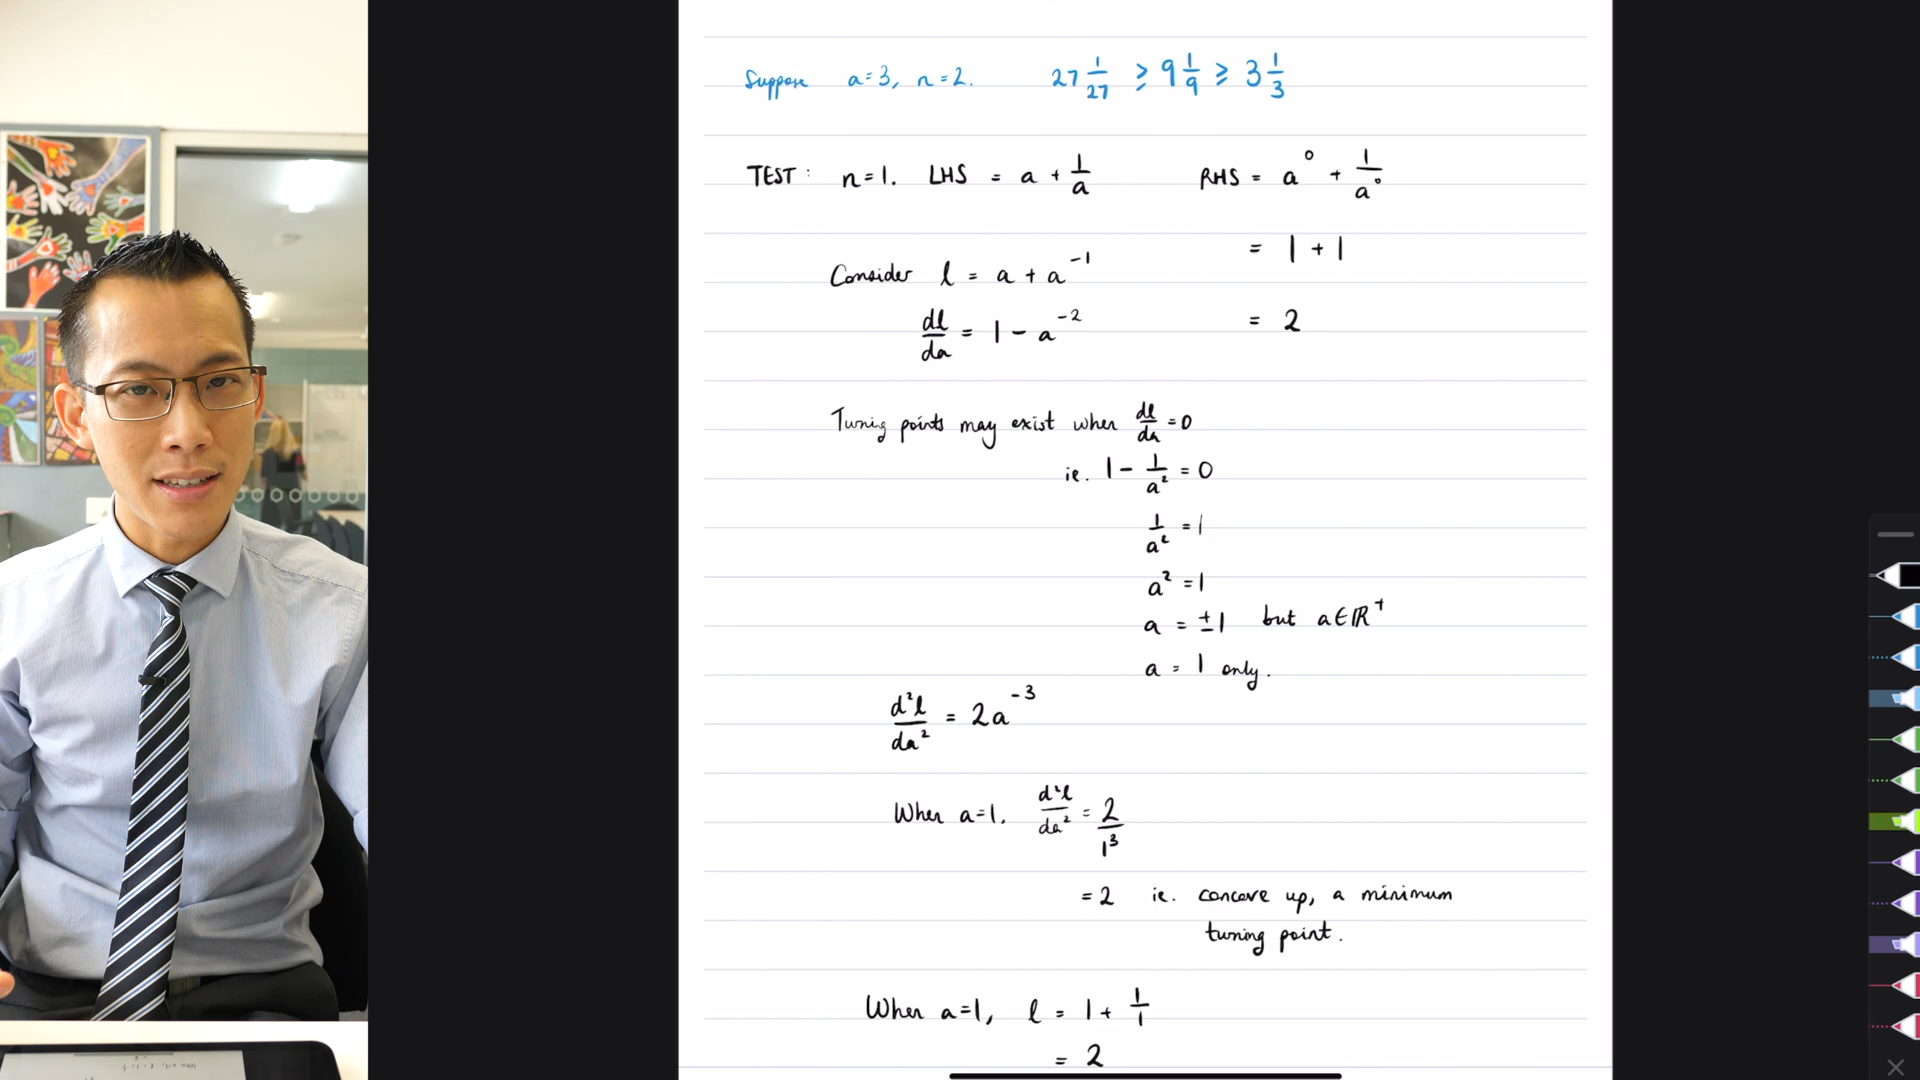 Suppose a=3, n=2. 27 1/27 ⩾ 9 1/9 ⩾ 3 1/3
TEST: n=1. LHS = a + 1/a RHS = a⁰ + 1/a⁰
= 1 + 1
Consider l = a + a⁻¹
dl/da = 1 − a⁻² = 2
Turning points may exist when dl/da = 0
ie. 1 − 1/a² = 0
1/a² = 1
a² = 1
a = ±1 but a∈ℝ⁺
a = 1 only.
d²l/da² = 2a⁻³
When a=1, d²l/da² = 2/1³
= 2 ie. concave up, a minimum
turning point.
When a=1, l = 1 + 1/1
= 2